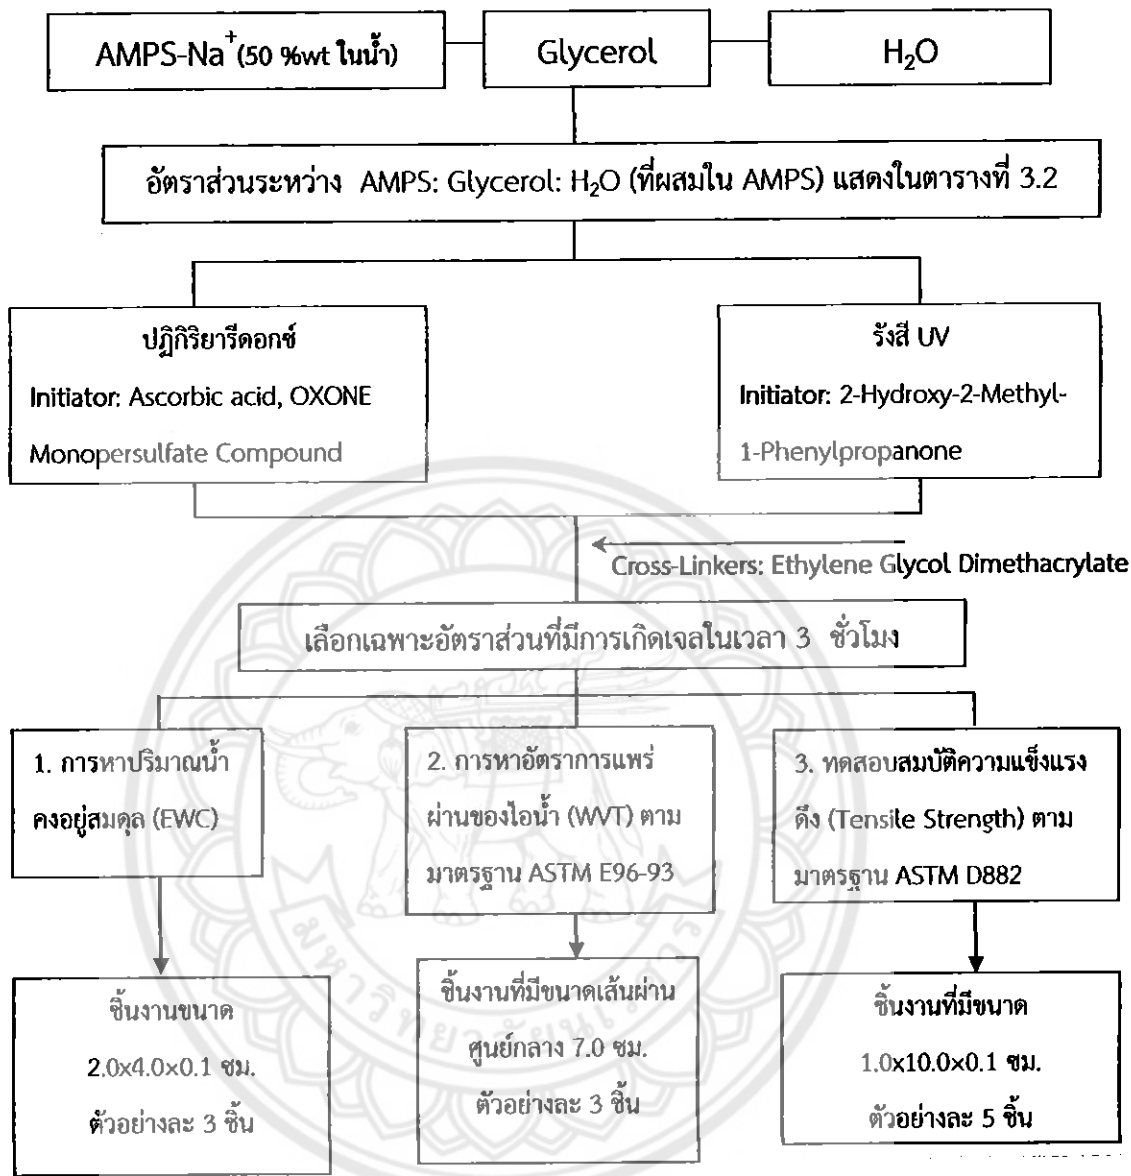 AMPS-Na+(50 %wt ในน้ำ)
Glycerol
H2O
อัตราส่วนระหว่าง AMPS: Glycerol: H2O (ที่ผสมใน AMPS) แสดงในตารางที่ 3.2
ปฏิกิริยารีดอกซ์
Initiator: Ascorbic acid, OXONE
Monopersulfate Compound
รังสี UV
Initiator: 2-Hydroxy-2-Methyl-
1-Phenylpropanone
Cross-Linkers: Ethylene Glycol Dimethacrylate
เลือกเฉพาะอัตราส่วนที่มีการเกิดเจลในเวลา 3 ชั่วโมง
1. การหาปริมาณน้ำ
คงอยู่สมดุล (EWC)
2. การหาอัตราการแพร่
ผ่านของไอน้ำ (WVT) ตาม
มาตรฐาน ASTM E96-93
3. ทดสอบสมบัติความแข็งแรง
ดึง (Tensile Strength) ตาม
มาตรฐาน ASTM D882
ชิ้นงานขนาด
2.0x4.0x0.1 ซม.
ตัวอย่างละ 3 ชิ้น
ชิ้นงานที่มีขนาดเส้นผ่าน
ศูนย์กลาง 7.0 ซม.
ตัวอย่างละ 3 ชิ้น
ชิ้นงานที่มีขนาด
1.0x10.0x0.1 ซม.
ตัวอย่างละ 5 ชิ้น
มหาวิทยาลัยนเรศวร